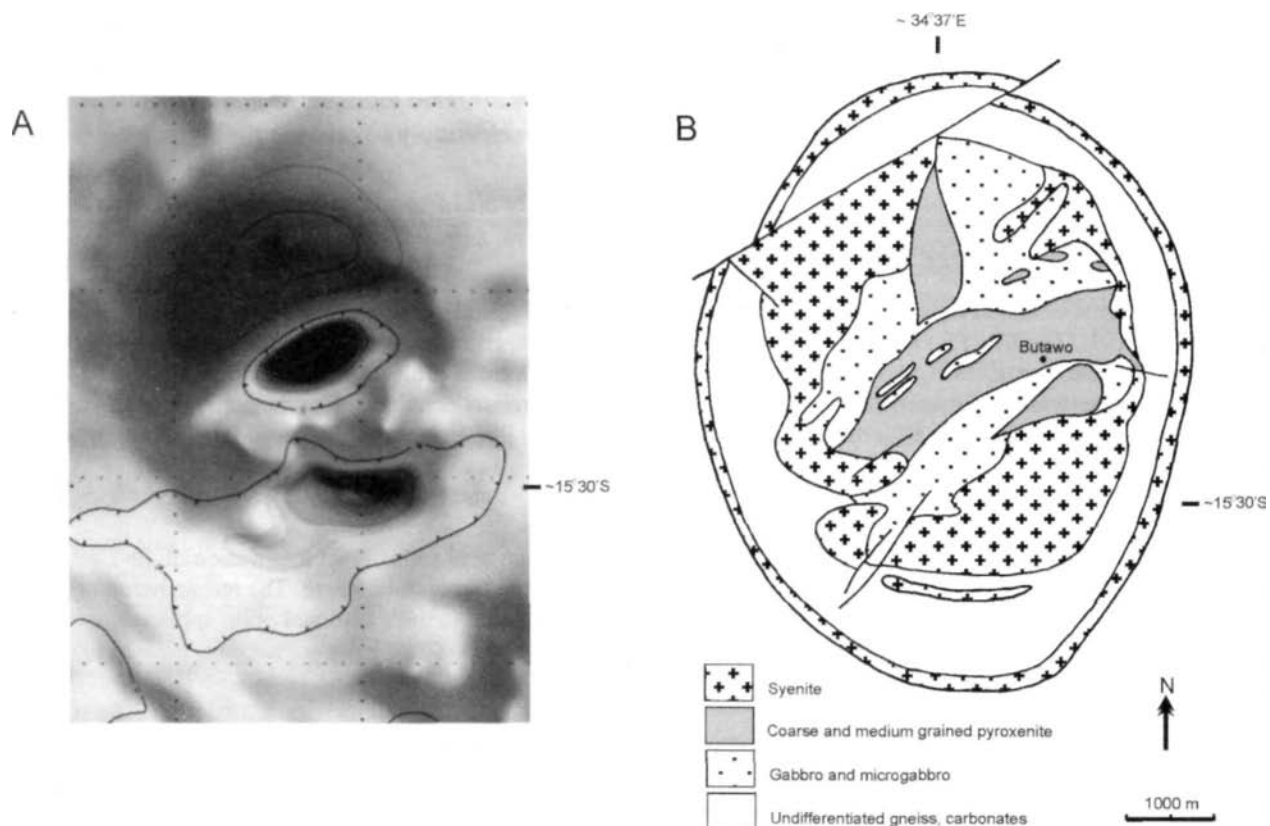 A
~15°30'S
~ 34°37'E
B
Butawo
~15°30'S
Syenite
Coarse and medium grained pyroxenite
Gabbro and microgabbro
Undifferentiated gneiss, carbonates
N
1000 m